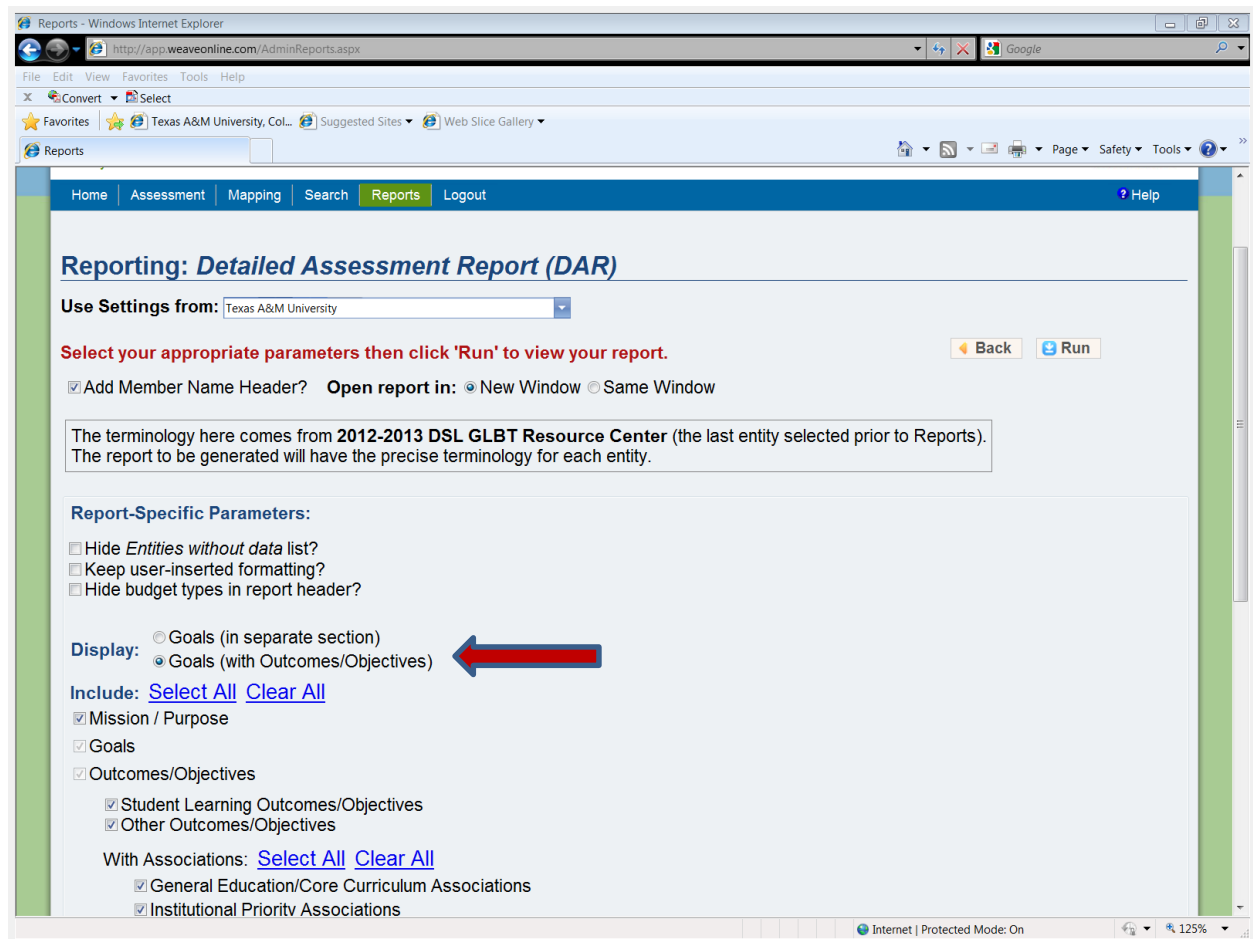 Reports - Windows Internet Explorer
http://app.weaveonline.com/AdminReports.aspx
Google
File Edit View Favorites Tools Help
X Convert Select
Favorites Texas A&M University, Col... Suggested Sites Web Slice Gallery
Reports Page Safety Tools »
Home Assessment Mapping Search Reports Logout Help
Reporting: Detailed Assessment Report (DAR)
Use Settings from: Texas A&M University
Select your appropriate parameters then click 'Run' to view your report. Back Run
Add Member Name Header? Open report in: New Window Same Window
The terminology here comes from 2012-2013 DSL GLBT Resource Center (the last entity selected prior to Reports).
The report to be generated will have the precise terminology for each entity.
Report-Specific Parameters:
Hide Entities without data list?
Keep user-inserted formatting?
Hide budget types in report header?
Display: Goals (in separate section)
Goals (with Outcomes/Objectives)
Include: Select All Clear All
Mission / Purpose
Goals
Outcomes/Objectives
Student Learning Outcomes/Objectives
Other Outcomes/Objectives
With Associations: Select All Clear All
General Education/Core Curriculum Associations
Institutional Priority Associations
Internet | Protected Mode: On 125%